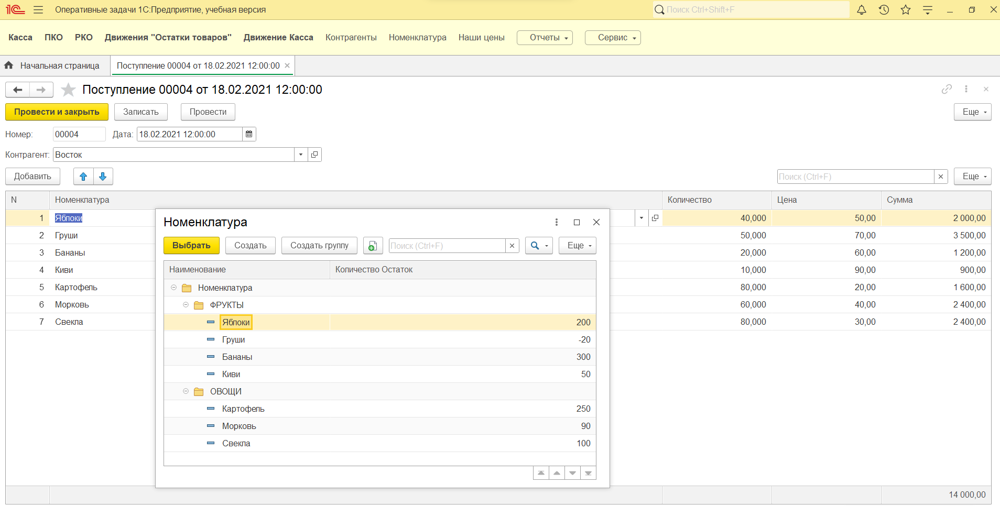 1С Оперативные задачи 1С:Предприятие, учебная версия Поиск Ctrl+Shift+F
Касса ПКО РКО Движения "Остатки товаров" Движение Касса Контрагенты Номенклатура Наши цены Отчеты Сервис
Начальная страница Поступление 00004 от 18.02.2021 12:00:00
Поступление 00004 от 18.02.2021 12:00:00
Провести и закрыть Записать Провести Еще
Номер: 00004 Дата: 18.02.2021 12:00:00
Контрагент: Восток
Добавить Поиск (Ctrl+F) Еще
N Номенклатура Количество Цена Сумма
1 Яблоки 40,000 50,00 2 000,00
2 Груши 50,000 70,00 3 500,00
3 Бананы 20,000 60,00 1 200,00
4 Киви 10,000 90,00 900,00
5 Картофель 80,000 20,00 1 600,00
6 Морковь 60,000 40,00 2 400,00
7 Свекла 80,000 30,00 2 400,00
14 000,00
Номенклатура
Выбрать Создать Создать группу Поиск (Ctrl+F) Еще
Наименование Количество Остаток
Номенклатура
ФРУКТЫ
Яблоки 200
Груши -20
Бананы 300
Киви 50
ОВОЩИ
Картофель 250
Морковь 90
Свекла 100